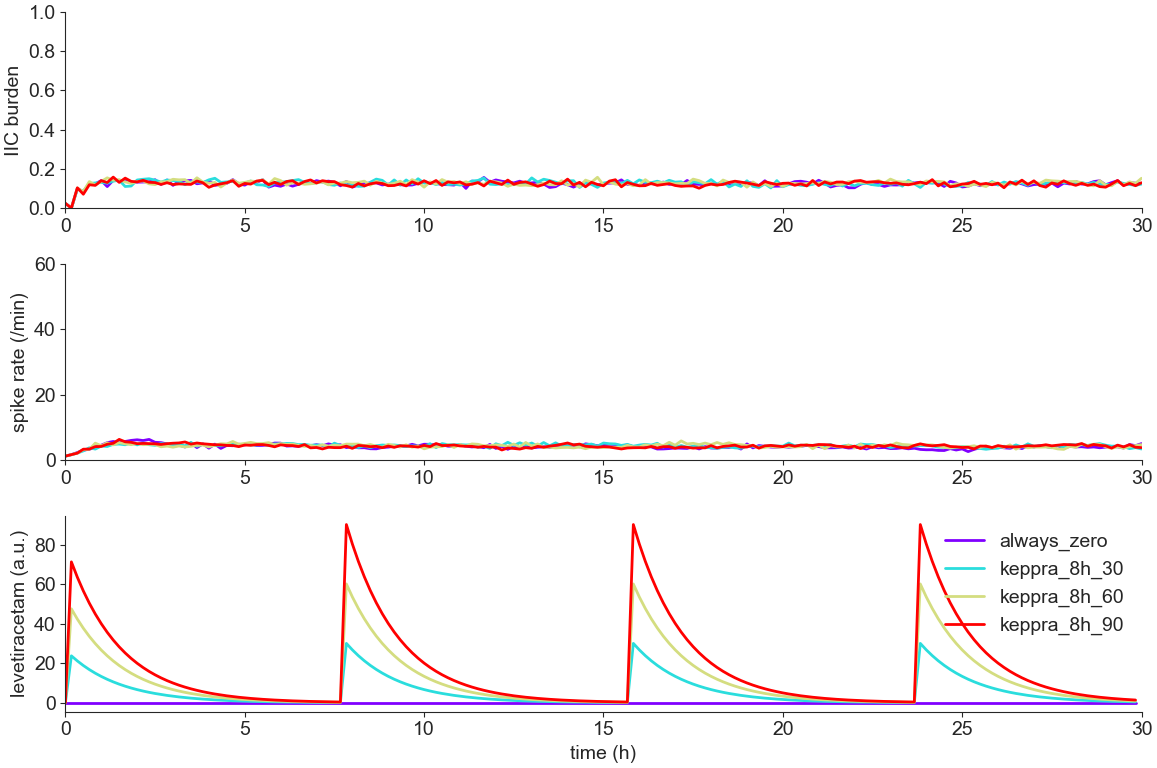 IIC burden
1.0
0.8
0.6
0.4
0.2
0.0
0 5 10 15 20 25 30
spike rate (/min)
60
40
20
0
0 5 10 15 20 25 30
levetiracetam (a.u.)
80
60
40
20
0
always_zero
keppra_8h_30
keppra_8h_60
keppra_8h_90
0 5 10 15 20 25 30
time (h)